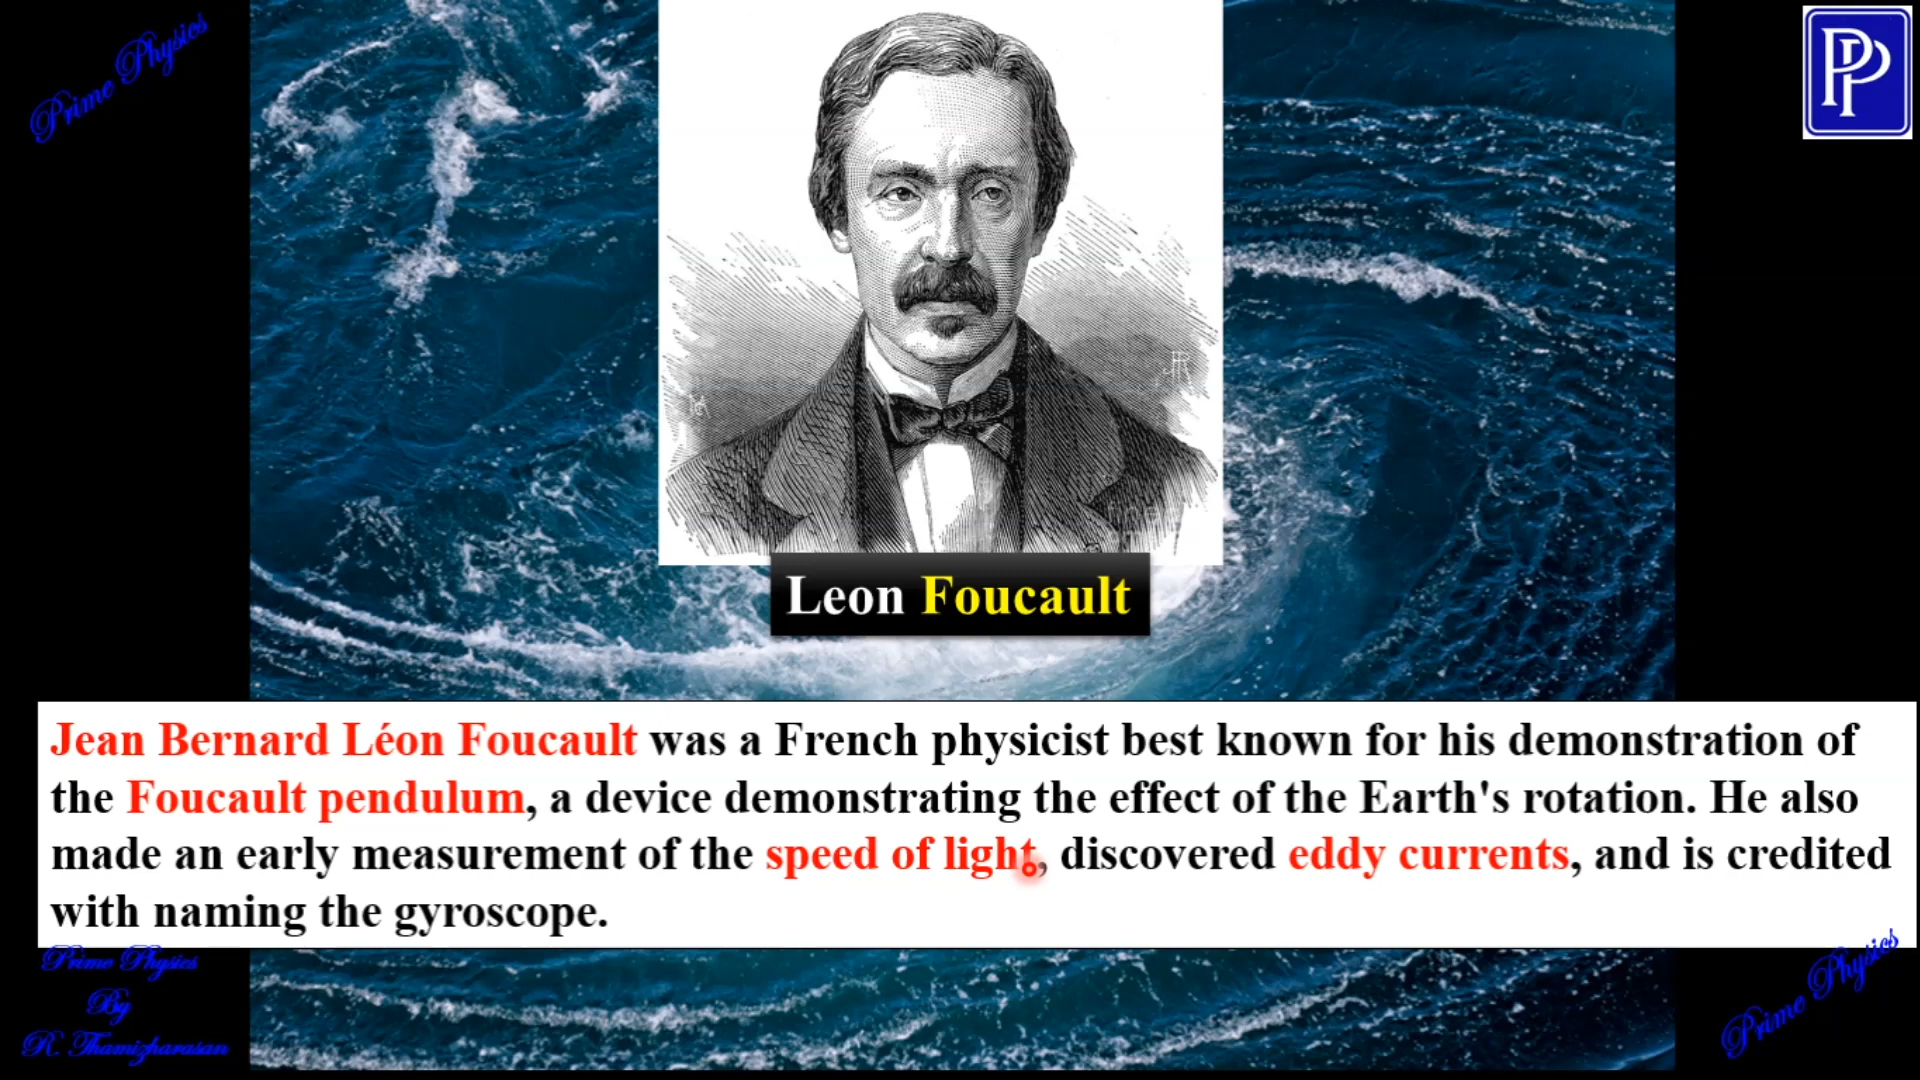 Prime Physics
PP
Leon Foucault
Jean Bernard Léon Foucault was a French physicist best known for his demonstration of
the Foucault pendulum, a device demonstrating the effect of the Earth's rotation. He also
made an early measurement of the speed of light, discovered eddy currents, and is credited
with naming the gyroscope.
Prime Physics
By
R. Thamizharasan
Prime Physics